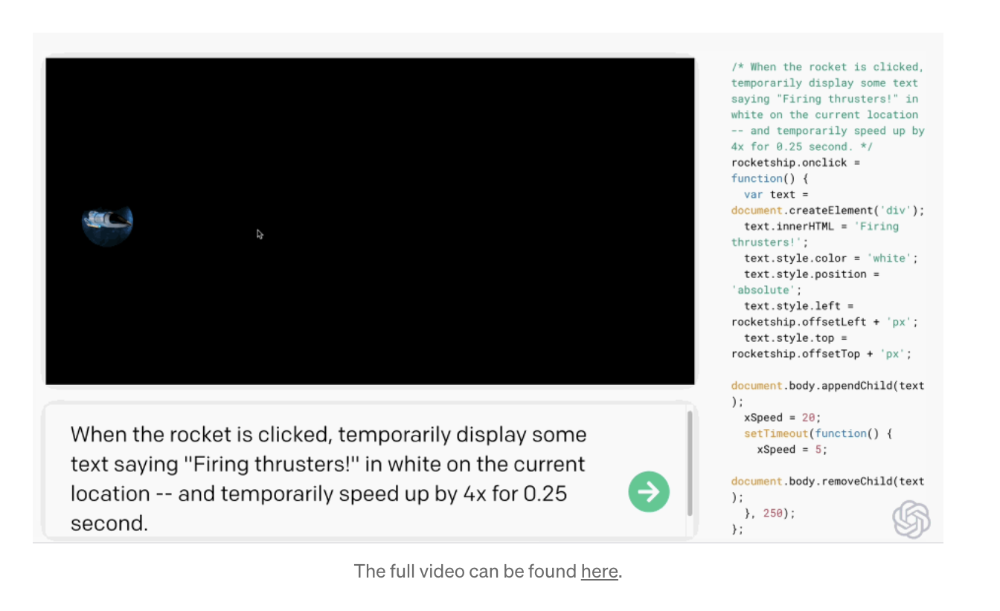 When the rocket is clicked, temporarily display some
text saying "Firing thrusters!" in white on the current
location -- and temporarily speed up by 4x for 0.25
second.
/* When the rocket is clicked,
temporarily display some text
saying "Firing thrusters!" in
white on the current location
-- and temporarily speed up by
4x for 0.25 second. */
rocketship.onclick =
function() {
  var text =
document.createElement('div');
  text.innerHTML = 'Firing
thrusters!';
  text.style.color = 'white';
  text.style.position =
'absolute';
  text.style.left =
rocketship.offsetLeft + 'px';
  text.style.top =
rocketship.offsetTop + 'px';

document.body.appendChild(text
);
  xSpeed = 20;
  setTimeout(function() {
    xSpeed = 5;

document.body.removeChild(text
);
  }, 250);
};
The full video can be found here.